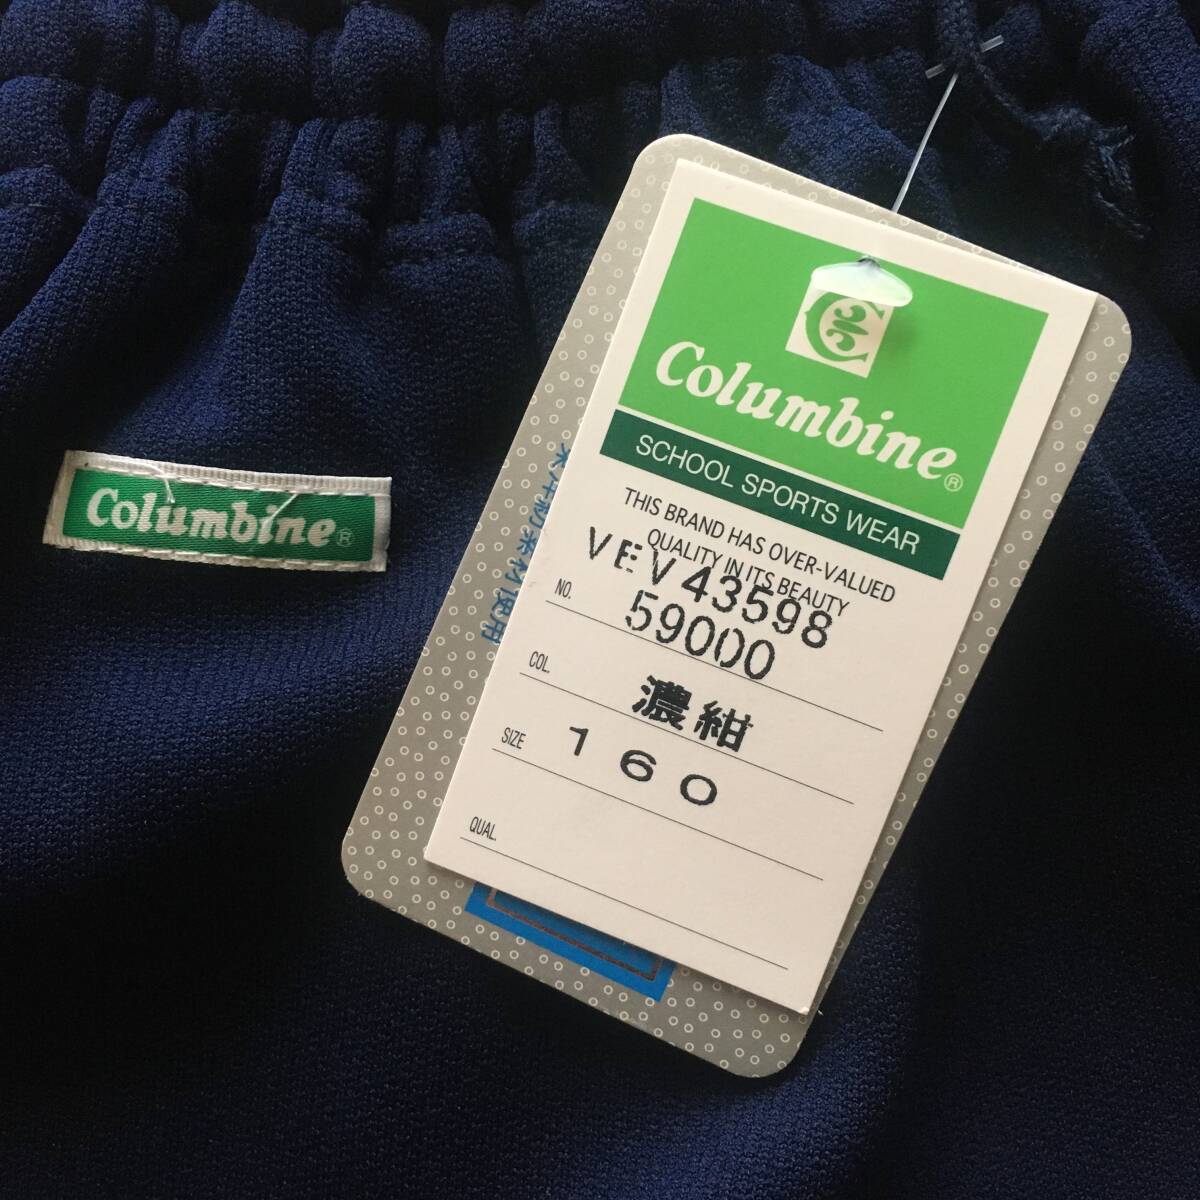 Columbine®
Columbine®
SCHOOL SPORTS WEAR
THIS BRAND HAS OVER-VALUED
QUALITY IN ITS BEAUTY
VEV43598
NO.
59000
COL.
濃紺
SIZE
160
QUAL.